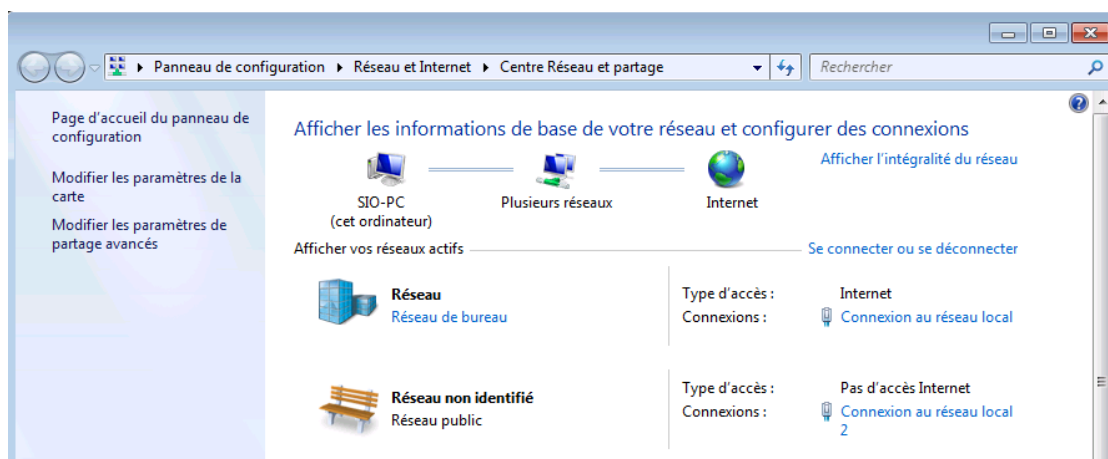 Panneau de configuration ▸ Réseau et Internet ▸ Centre Réseau et partage
Rechercher
Page d'accueil du panneau de
configuration
Modifier les paramètres de la
carte
Modifier les paramètres de
partage avancés
Afficher les informations de base de votre réseau et configurer des connexions
Afficher l'intégralité du réseau
SIO-PC
(cet ordinateur)
Plusieurs réseaux
Internet
Afficher vos réseaux actifs
Se connecter ou se déconnecter
Réseau
Réseau de bureau
Type d'accès : Internet
Connexions : Connexion au réseau local
Réseau non identifié
Réseau public
Type d'accès : Pas d'accès Internet
Connexions : Connexion au réseau local
2